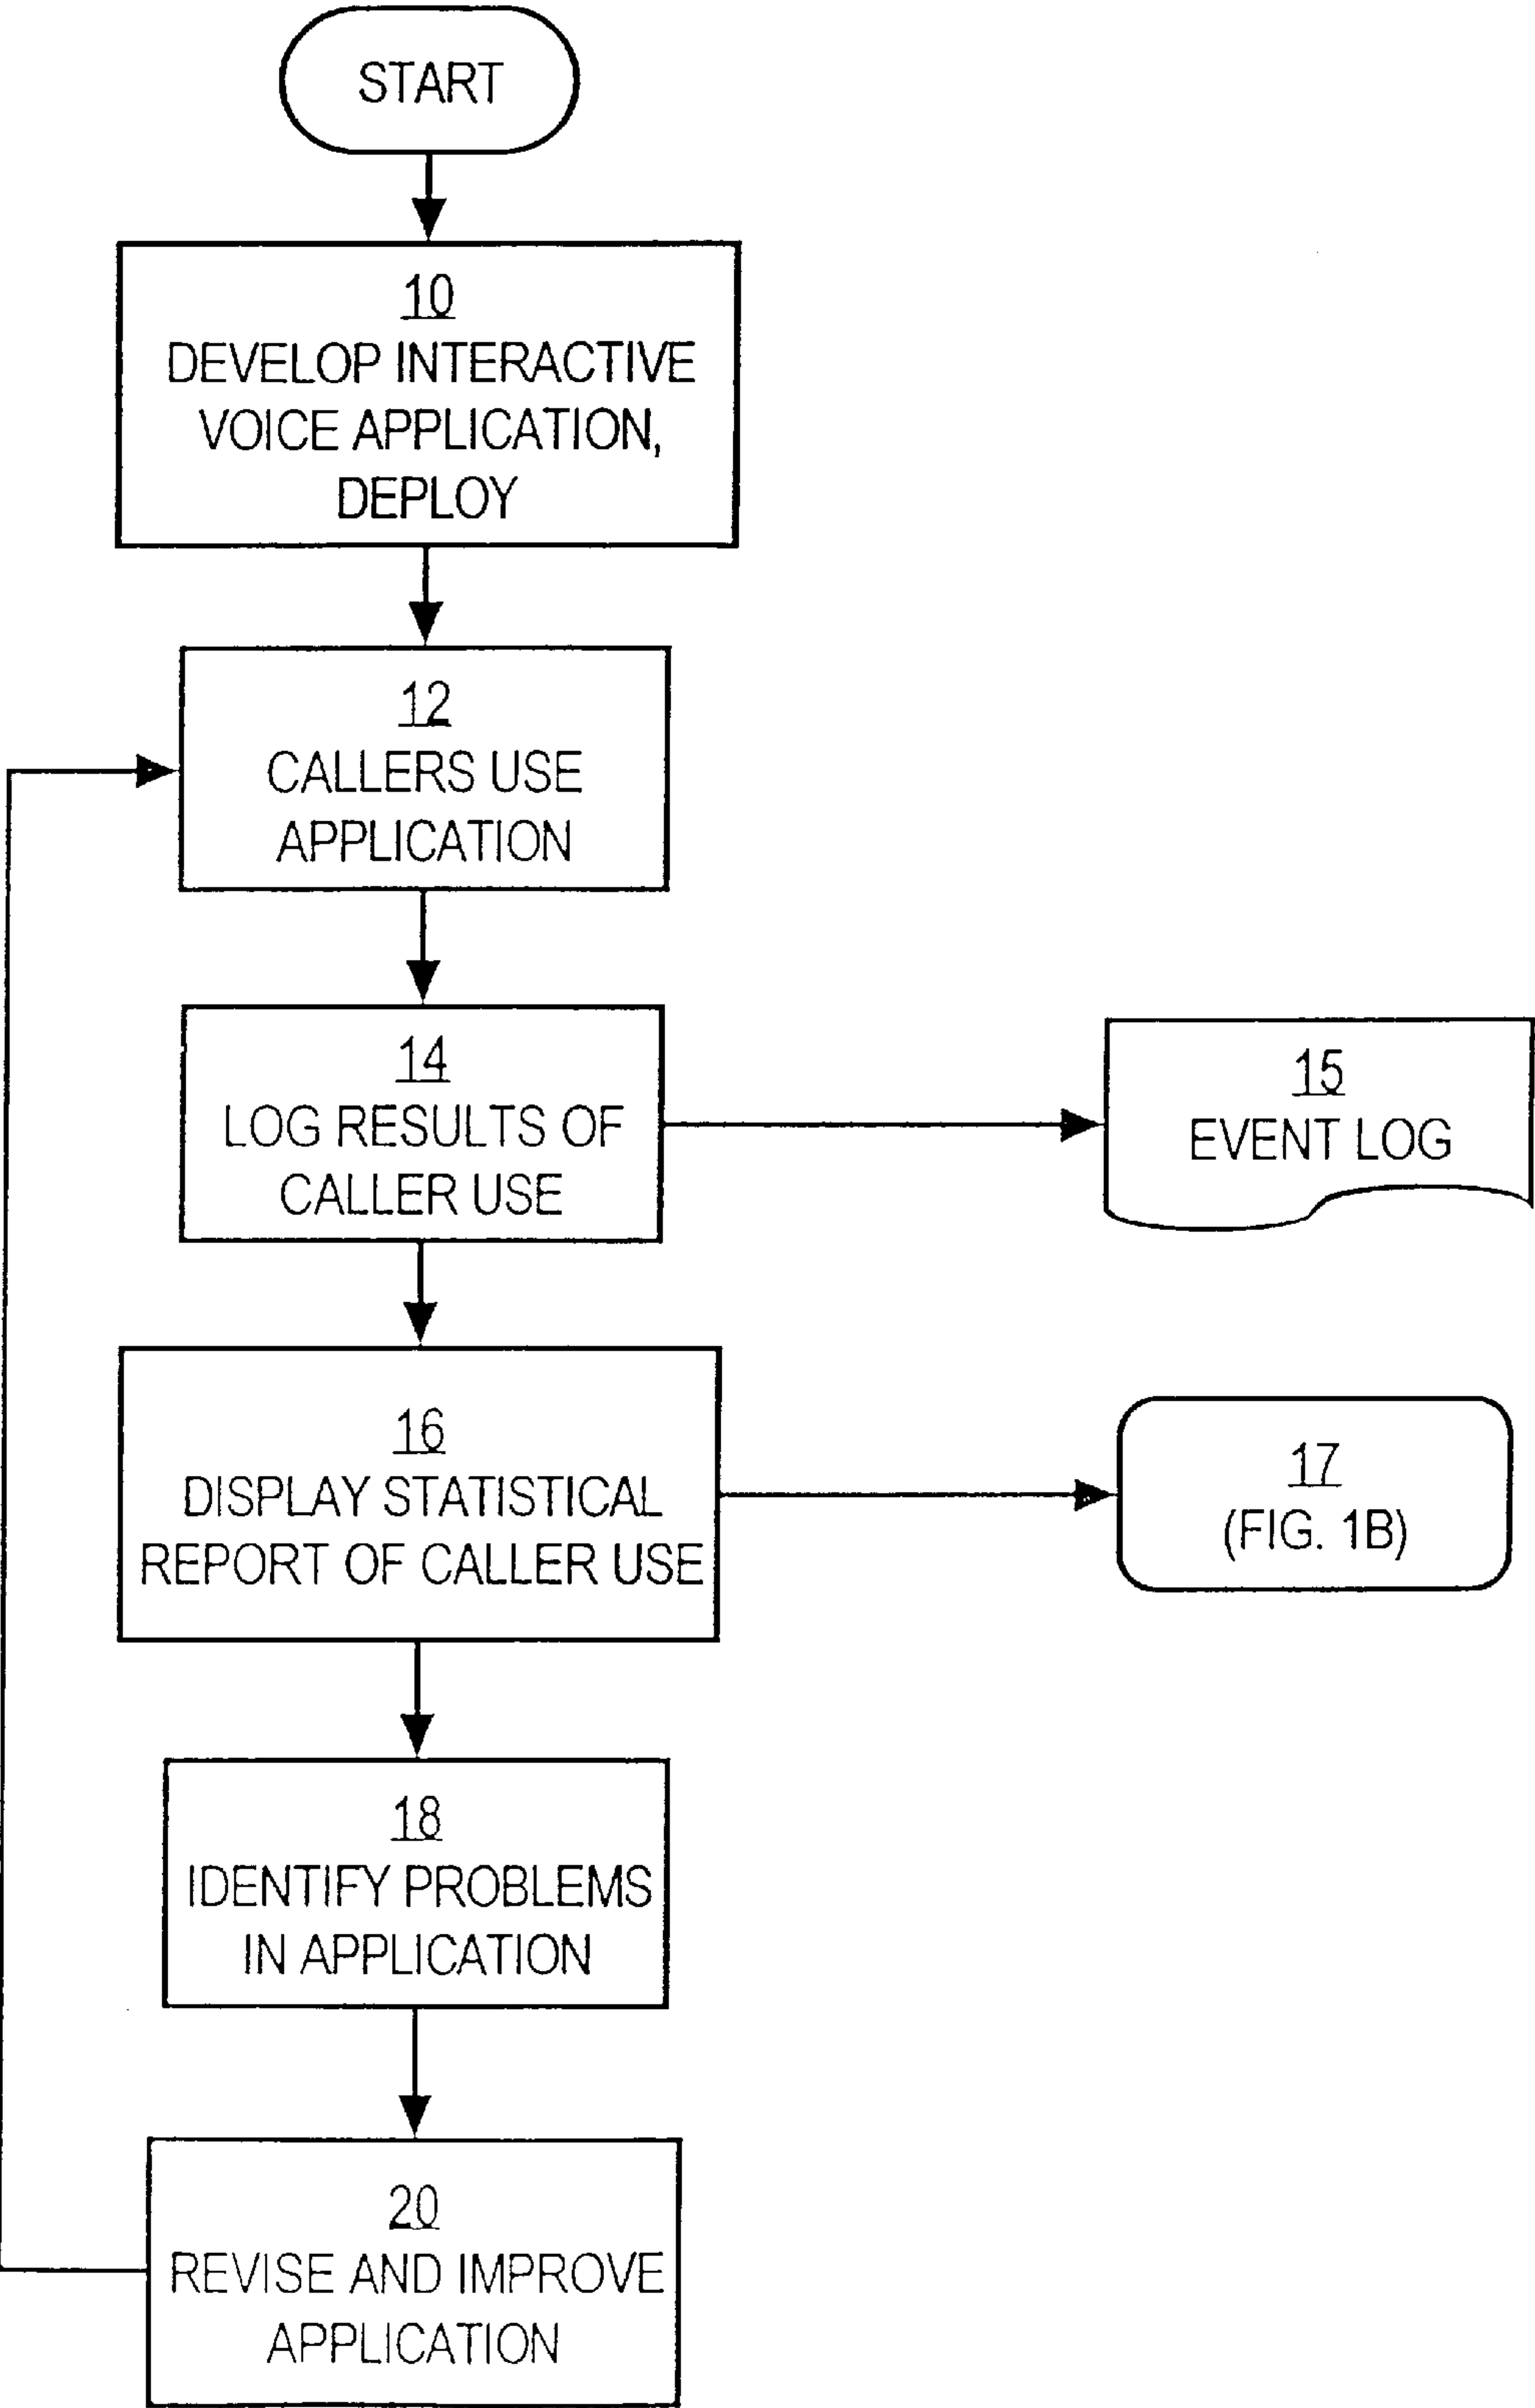 START
10
DEVELOP INTERACTIVE
VOICE APPLICATION,
DEPLOY
12
CALLERS USE
APPLICATION
14
LOG RESULTS OF
CALLER USE
15
EVENT LOG
16
DISPLAY STATISTICAL
REPORT OF CALLER USE
17
(FIG. 1B)
18
IDENTIFY PROBLEMS
IN APPLICATION
20
REVISE AND IMPROVE
APPLICATION